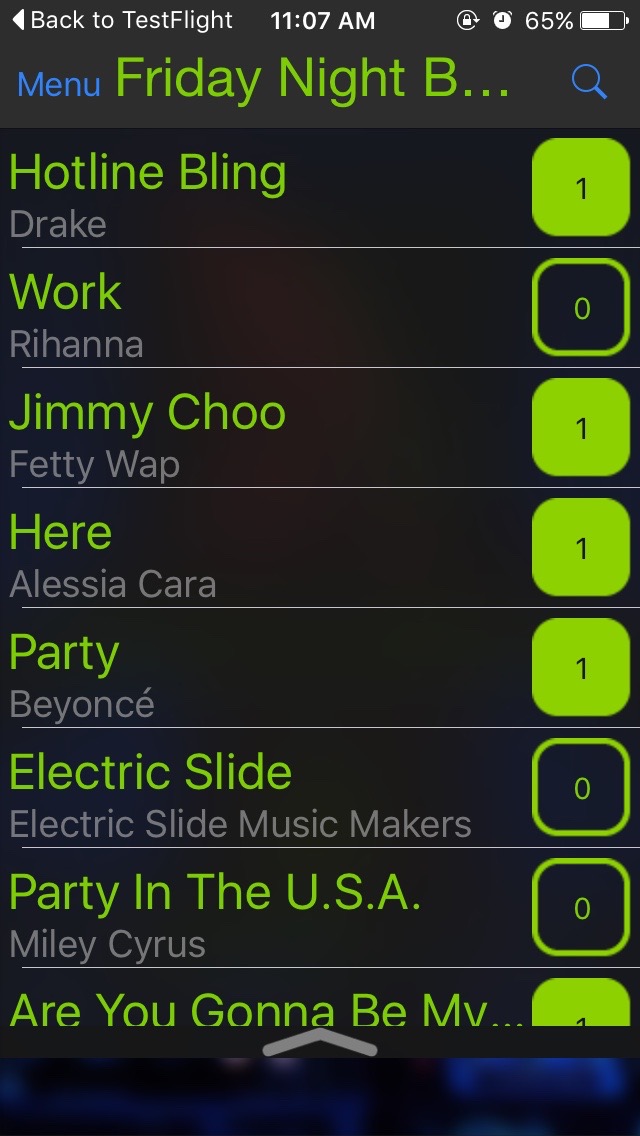 Back to TestFlight 11:07 AM 65%
Menu Friday Night B...
Hotline Bling 1
Drake
Work 0
Rihanna
Jimmy Choo 1
Fetty Wap
Here 1
Alessia Cara
Party 1
Beyoncé
Electric Slide 0
Electric Slide Music Makers
Party In The U.S.A. 0
Miley Cyrus
Are You Gonna Be My... 1